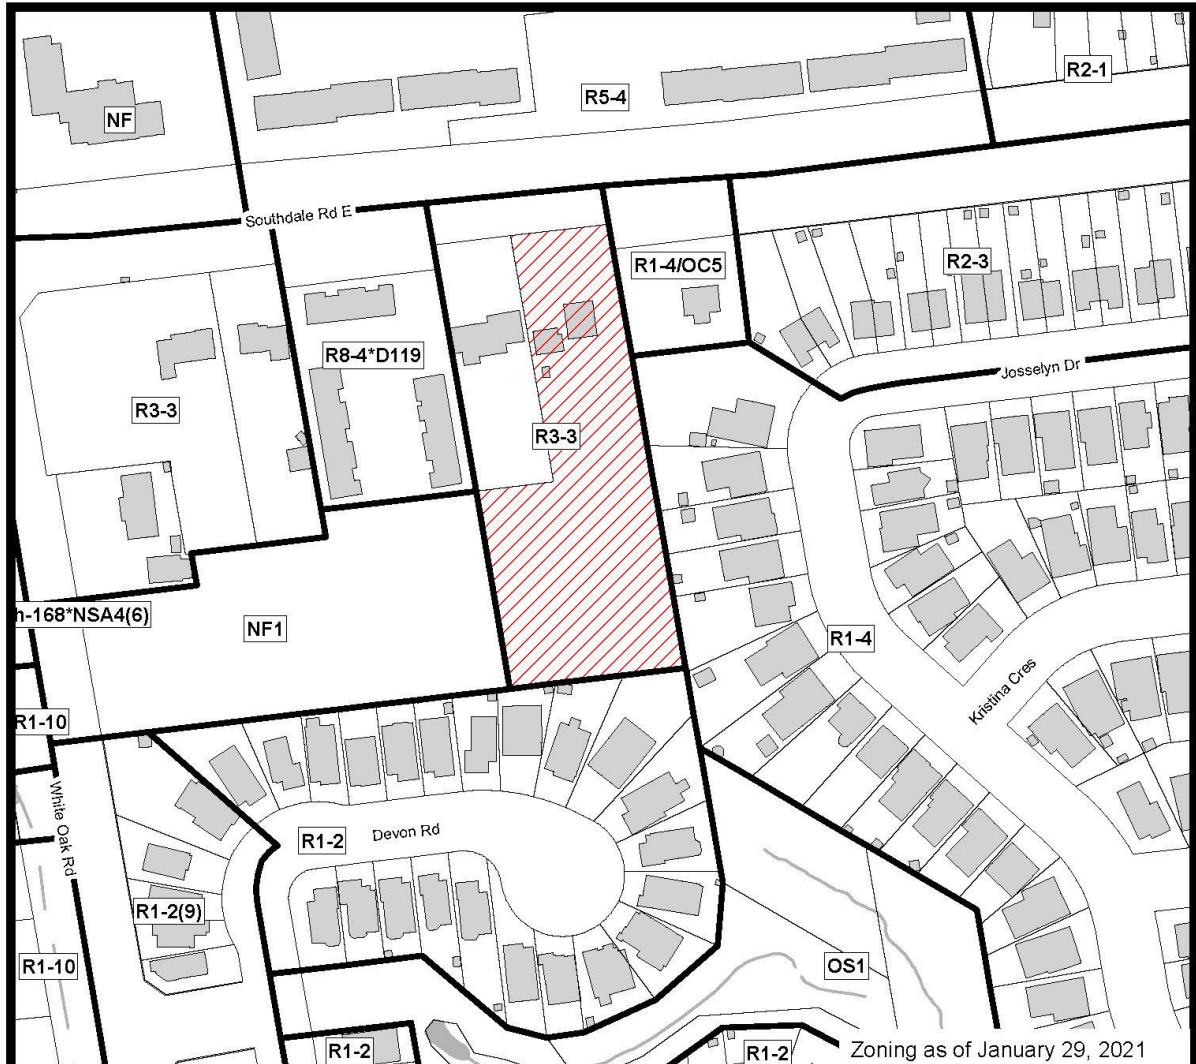 R2-1
R5-4
NF
Southdale Rd E
R1-4/OC5
R2-3
R8-4*D119
Josselyn Dr
R3-3
R3-3
h-168*NSA4(6)
NF1
R1-4
Kristina Cres
R1-10
White Oak Rd
Devon Rd
R1-2
R1-2(9)
R1-10
OS1
R1-2
R1-2
Zoning as of January 29, 2021